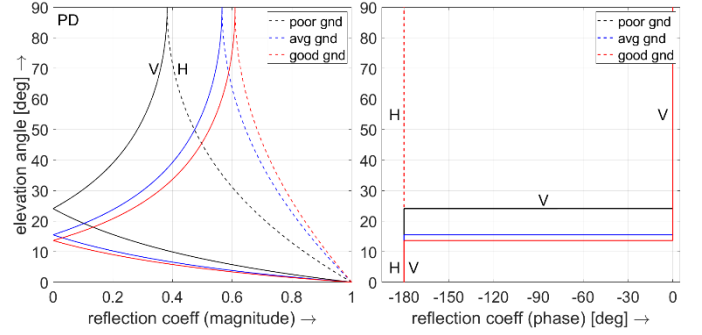 PD
poor gnd
avg gnd
good gnd
V H
90
80
70
60
50
40
30
20
10
0
elevation angle [deg] →
0 0.2 0.4 0.6 0.8 1
reflection coeff (magnitude) →
poor gnd
avg gnd
good gnd
H V
V
H V
90
80
70
60
50
40
30
20
10
0
-180 -150 -120 -90 -60 -30 0
reflection coeff (phase) [deg] →